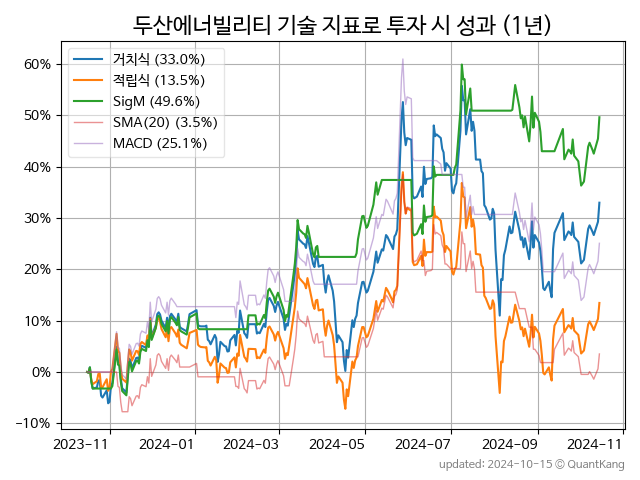 두산에너빌리티 기술 지표로 투자 시 성과 (1년)
거치식 (33.0%)
적립식 (13.5%)
SigM (49.6%)
SMA(20) (3.5%)
MACD (25.1%)
60%
50%
40%
30%
20%
10%
0%
−10%
2023-11 2024-01 2024-03 2024-05 2024-07 2024-09 2024-11
updated: 2024-10-15 © QuantKang